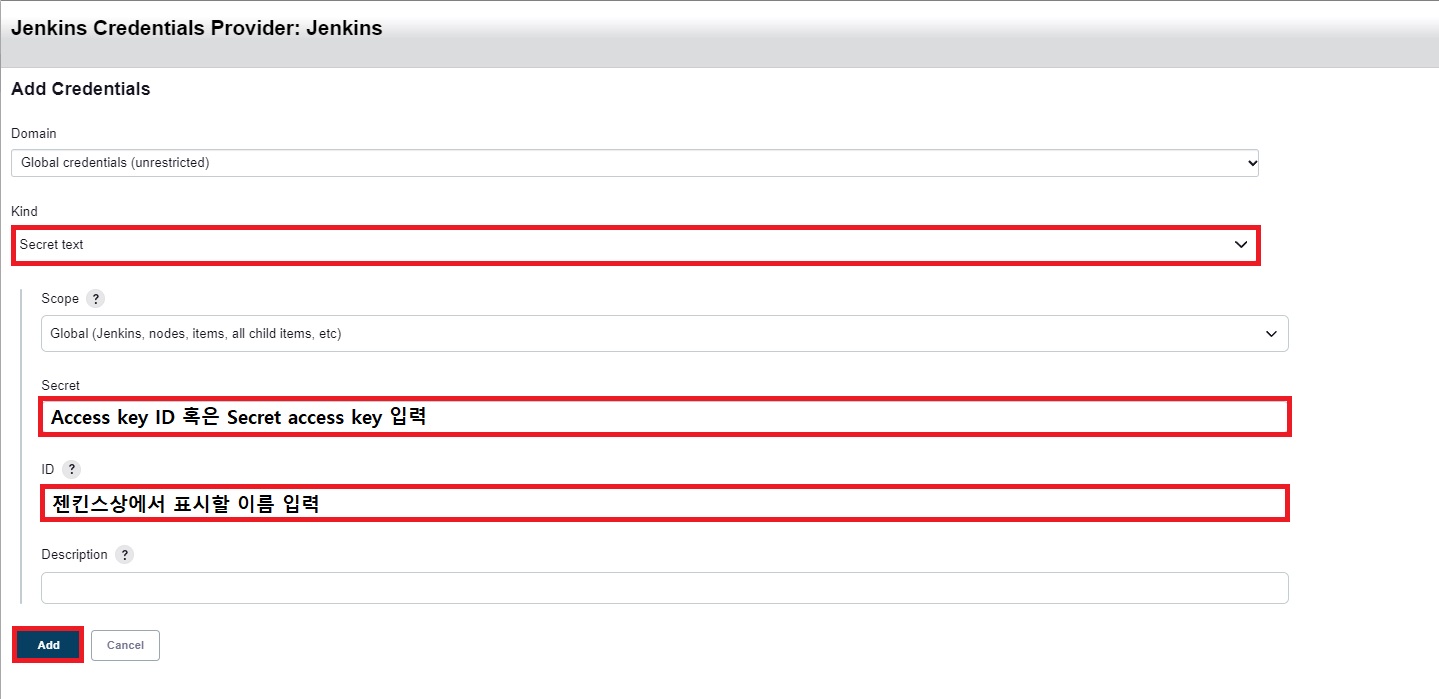 Jenkins Credentials Provider: Jenkins
Add Credentials
Domain
Global credentials (unrestricted)
Kind
Secret text
Scope ?
Global (Jenkins, nodes, items, all child items, etc)
Secret
Access key ID 혹은 Secret access key 입력
ID ?
젠킨스상에서 표시할 이름 입력
Description ?
Add Cancel